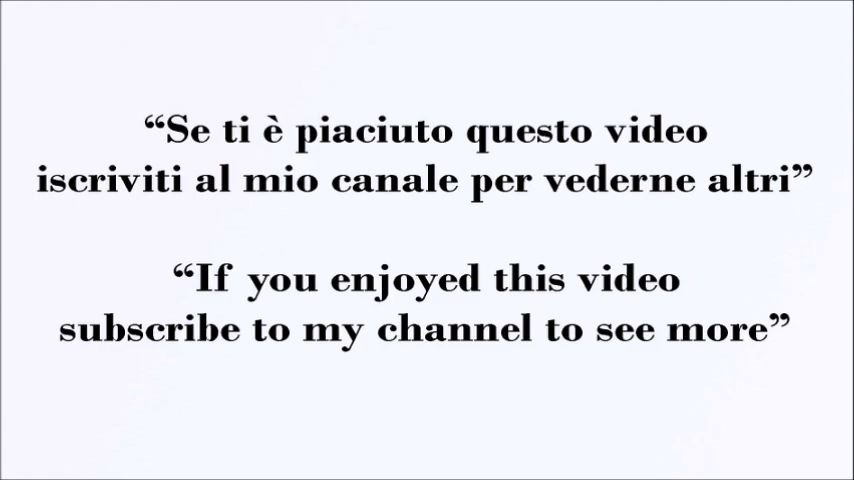 “Se ti è piaciuto questo video
iscriviti al mio canale per vederne altri”
“If you enjoyed this video
subscribe to my channel to see more”